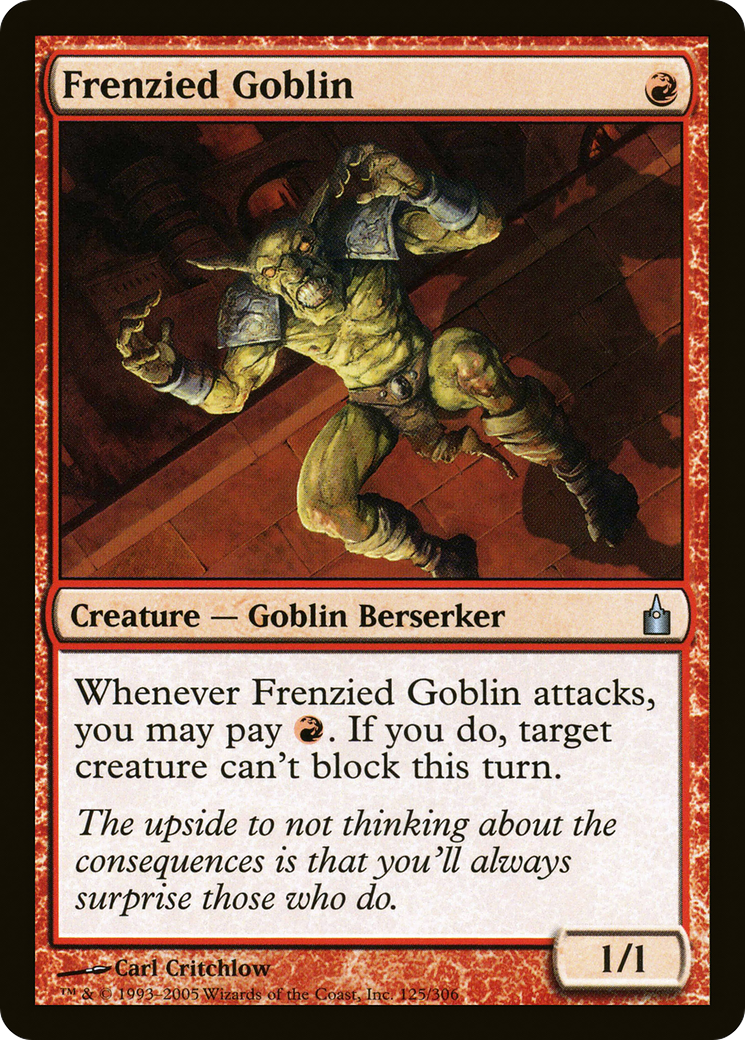 Frenzied Goblin
Creature — Goblin Berserker
Whenever Frenzied Goblin attacks,
you may pay . If you do, target
creature can't block this turn.
The upside to not thinking about the
consequences is that you'll always
surprise those who do.
1/1
Carl Critchlow
™ & © 1993–2005 Wizards of the Coast, Inc. 125/306